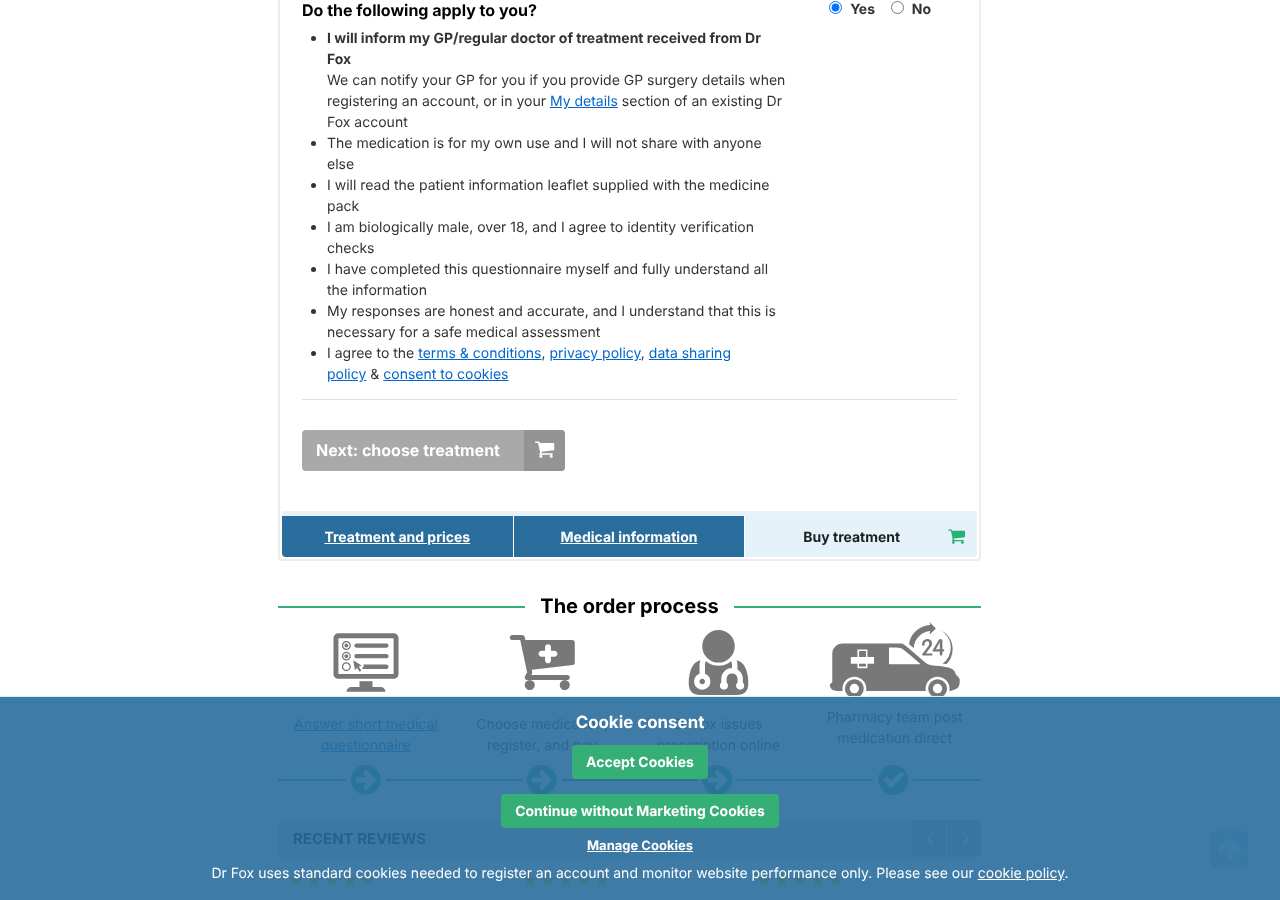 Do the following apply to you?
Yes No
I will inform my GP/regular doctor of treatment received from Dr
Fox
We can notify your GP for you if you provide GP surgery details when
registering an account, or in your My details section of an existing Dr
Fox account
The medication is for my own use and I will not share with anyone
else
I will read the patient information leaflet supplied with the medicine
pack
I am biologically male, over 18, and I agree to identity verification
checks
I have completed this questionnaire myself and fully understand all
the information
My responses are honest and accurate, and I understand that this is
necessary for a safe medical assessment
I agree to the terms & conditions, privacy policy, data sharing
policy & consent to cookies
Next: choose treatment
Treatment and prices
Medical information
Buy treatment
The order process
24
Answer short medical
questionnaire
Choose
register, and
issues
online
Pharmacy team post
medication direct
Cookie consent
Accept Cookies
Continue without Marketing Cookies
RECENT REVIEWS
Manage Cookies
Dr Fox uses standard cookies needed to register an account and monitor website performance only. Please see our cookie policy.